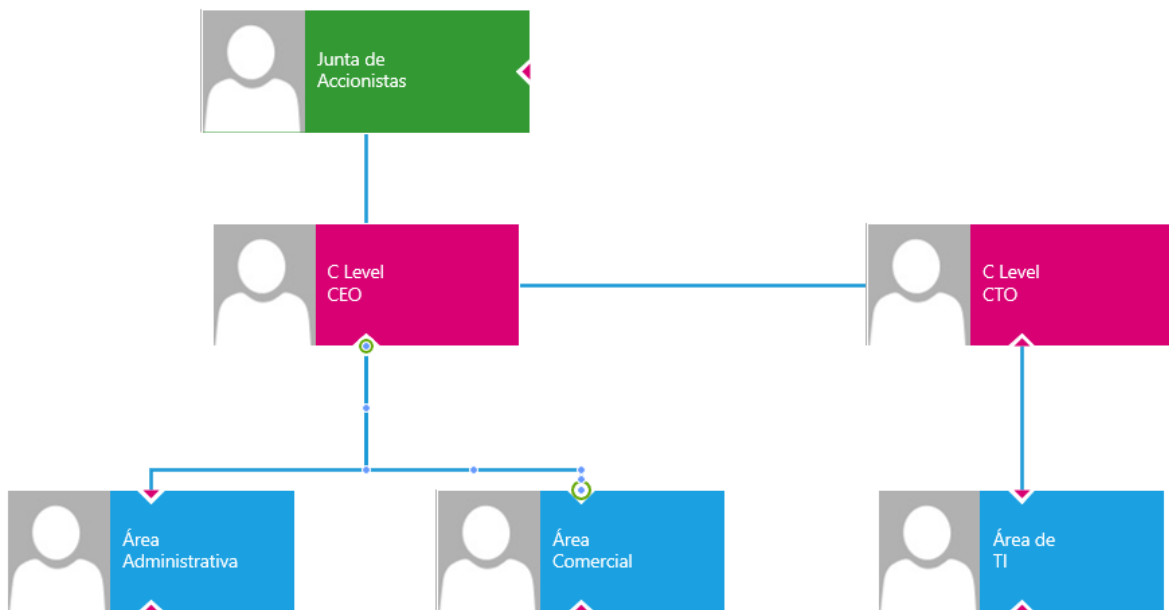 Junta de
Accionistas
C Level
CEO
C Level
CTO
Área
Administrativa
Área
Comercial
Área de
TI